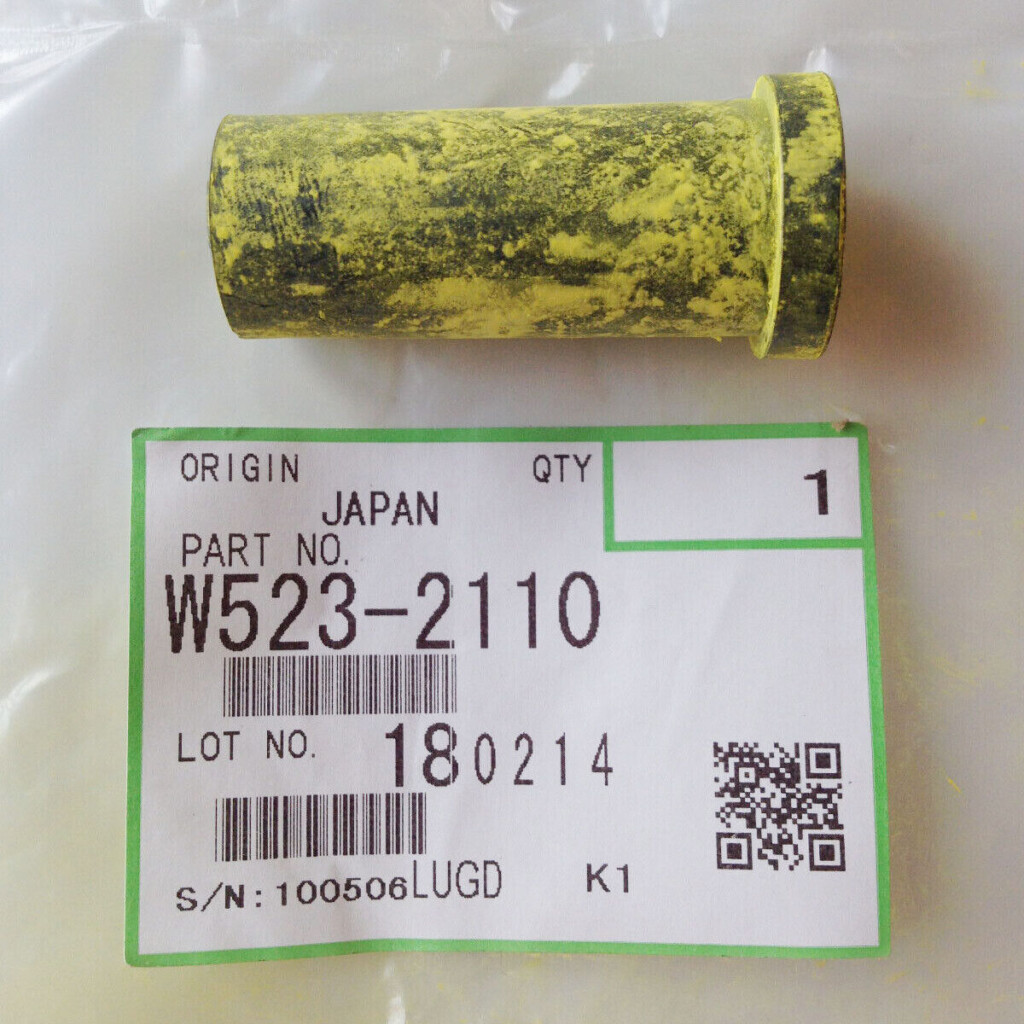 ORIGIN QTY 1
JAPAN
PART NO.
W523-2110
LOT NO. 180214
S/N: 100506LUGD K1